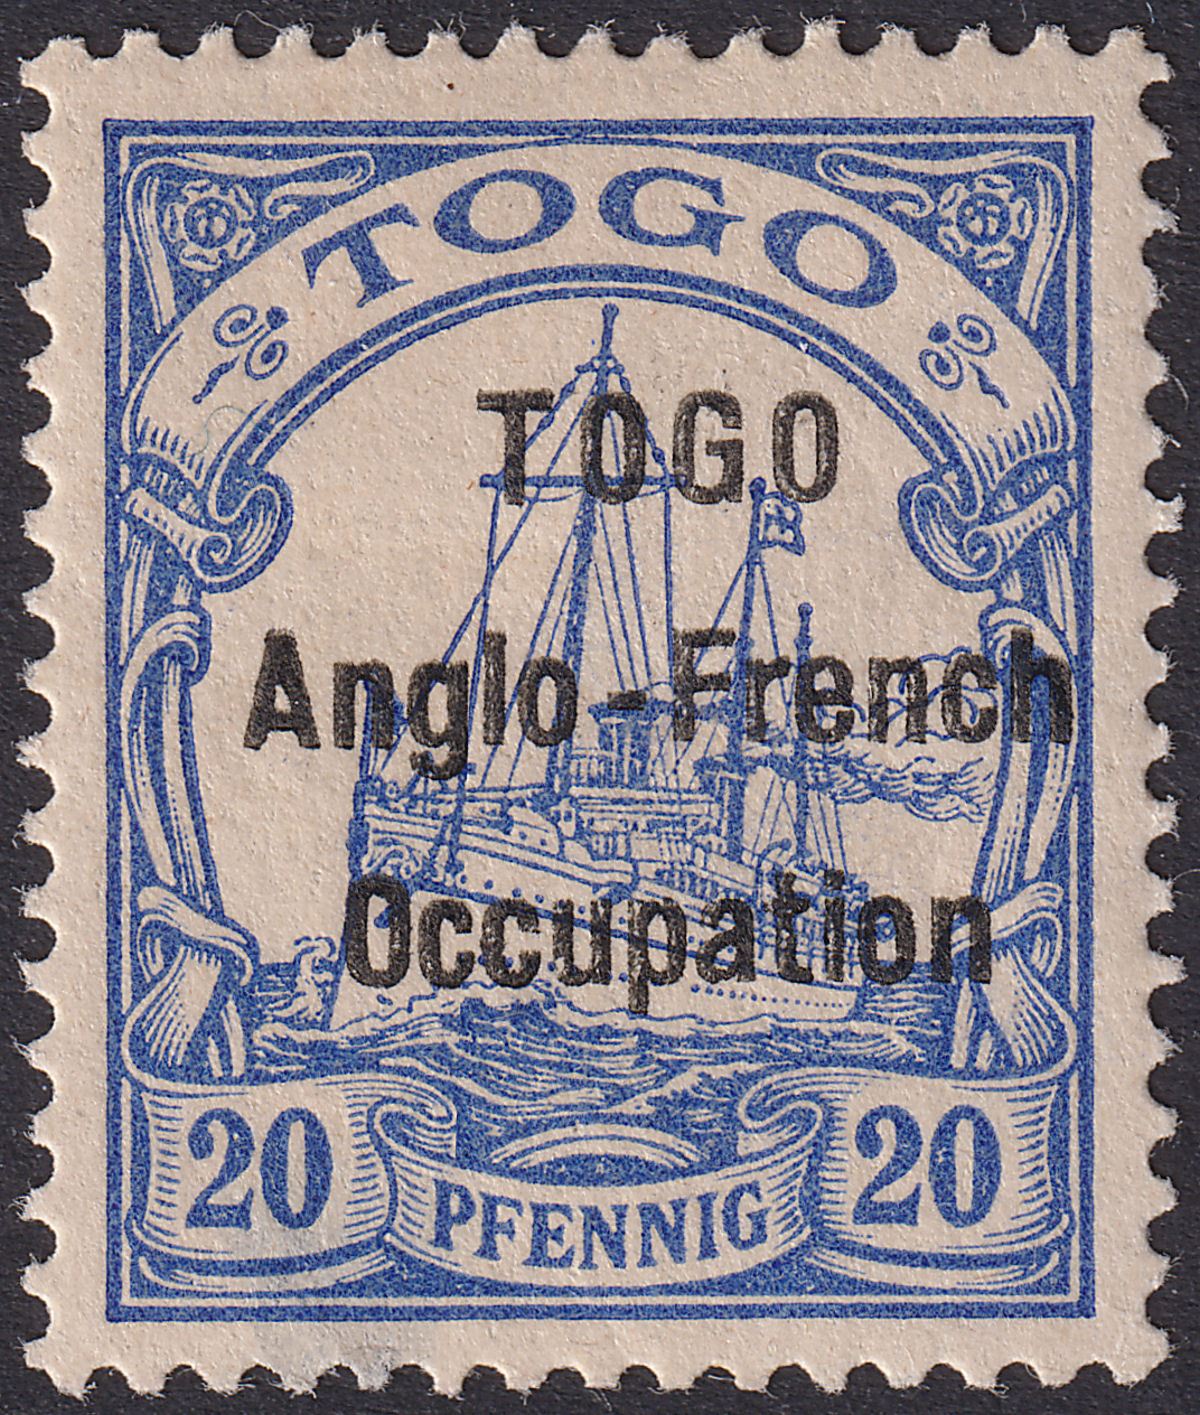 TOGO
TOGO
Anglo-French
Occupation
20 20
PFENNIG